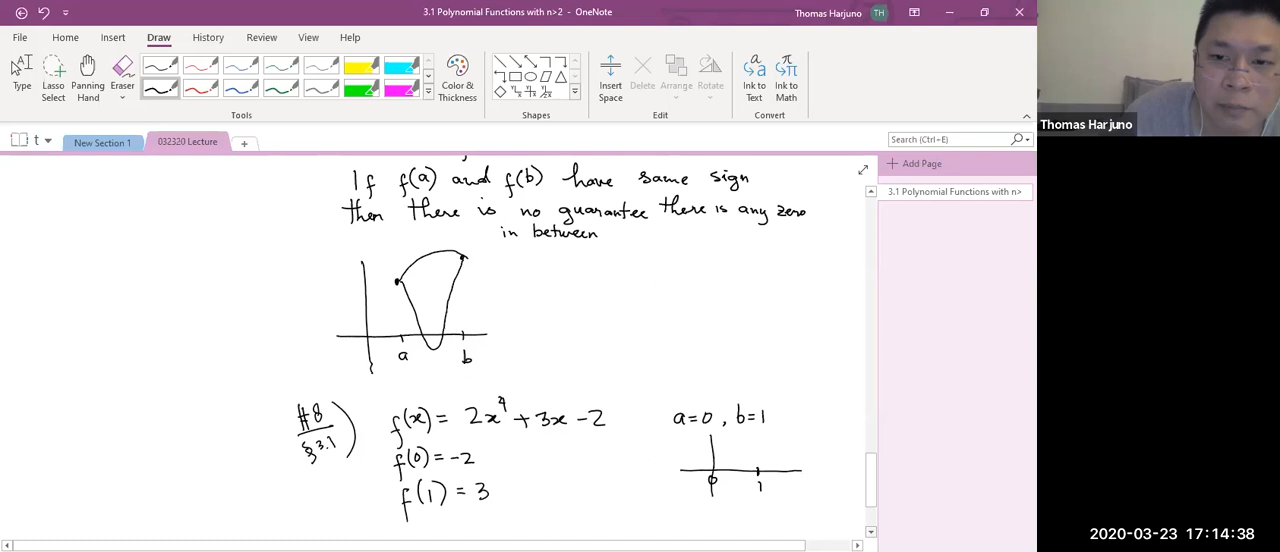 3.1 Polynomial Functions with n>2 - OneNote
Thomas Harjuno TH
File Home Insert Draw History Review View Help
Type
Lasso Select
Panning Hand
Eraser
Color & Thickness
Insert Space
Delete
Arrange
Rotate
Ink to Text
Ink to Math
Tools
Shapes
Edit
Convert
t
New Section 1
032320 Lecture
Search (Ctrl+E)
Add Page
3.1 Polynomial Functions with n>
If f(a) and f(b) have same sign
then there is no guarantee there is any zero
in between
a b
#8
§3.1)
f(x) = 2x⁴ + 3x - 2
a=0, b=1
f(0) = -2
f(1) = 3
0 1
Thomas Harjuno
2020-03-23 17:14:38